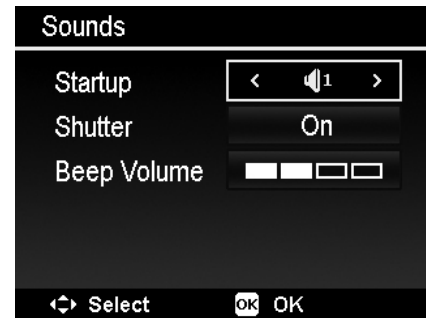 Sounds
Startup < 1 >
Shutter On
Beep Volume
Select OK OK